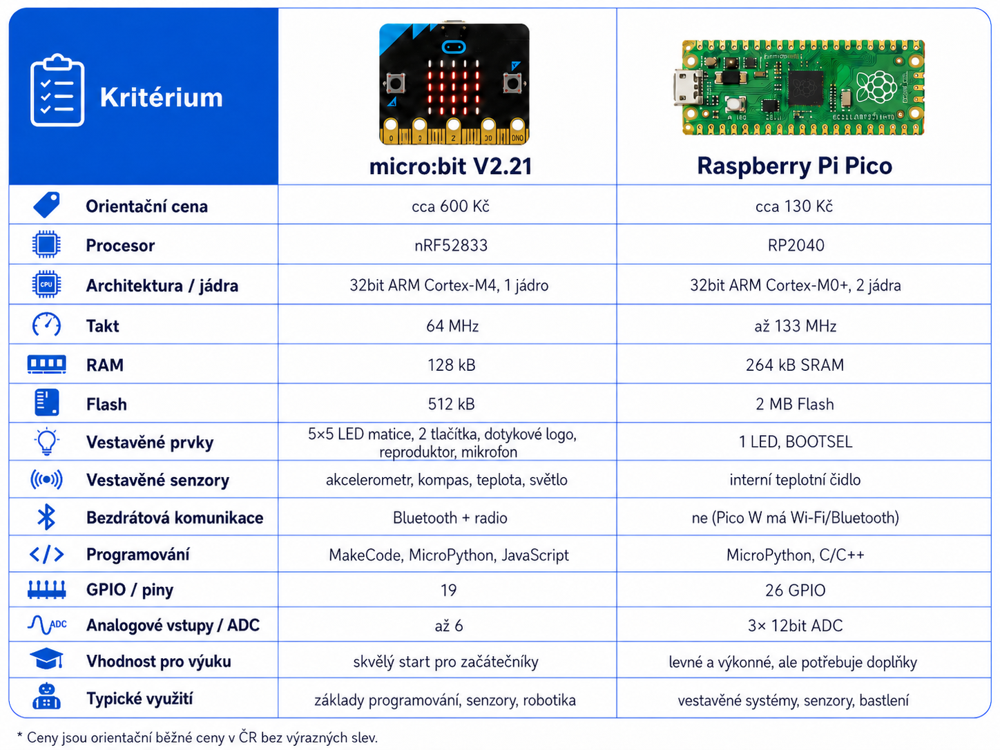 Kritérium
micro:bit V2.21
Raspberry Pi Pico
Orientační cena
cca 600 Kč
cca 130 Kč
Procesor
nRF52833
RP2040
CPU
Architektura / jádra
32bit ARM Cortex-M4, 1 jádro
32bit ARM Cortex-M0+, 2 jádra
Takt
64 MHz
až 133 MHz
RAM
128 kB
264 kB SRAM
Flash
512 kB
2 MB Flash
Vestavěné prvky
5×5 LED matice, 2 tlačítka, dotykové logo,
reproduktor, mikrofon
1 LED, BOOTSEL
Vestavěné senzory
akcelerometr, kompas, teplota, světlo
interní teplotní čidlo
Bezdrátová komunikace
Bluetooth + radio
ne (Pico W má Wi-Fi/Bluetooth)
Programování
MakeCode, MicroPython, JavaScript
MicroPython, C/C++
GPIO / piny
19
26 GPIO
ADC
Analogové vstupy / ADC
až 6
3× 12bit ADC
Vhodnost pro výuku
skvělý start pro začátečníky
levné a výkonné, ale potřebuje doplňky
Typické využití
základy programování, senzory, robotika
vestavěné systémy, senzory, bastlení
* Ceny jsou orientační běžné ceny v ČR bez výrazných slev.